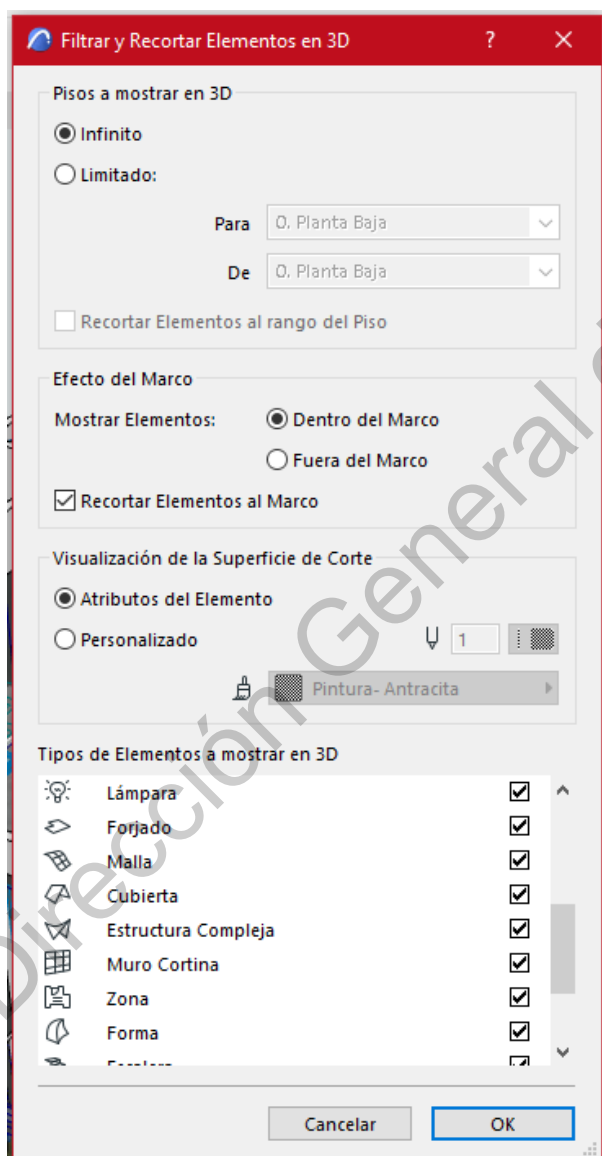 Filtrar y Recortar Elementos en 3D ? ×
Pisos a mostrar en 3D
Infinito
Limitado:
Para 0. Planta Baja
De 0. Planta Baja
Recortar Elementos al rango del Piso
Efecto del Marco
Mostrar Elementos: Dentro del Marco
Fuera del Marco
Recortar Elementos al Marco
Visualización de la Superficie de Corte
Atributos del Elemento
Personalizado 1
Pintura- Antracita
Tipos de Elementos a mostrar en 3D
Lámpara
Forjado
Malla
Cubierta
Estructura Compleja
Muro Cortina
Zona
Forma
Cancelar OK
Dirección General d